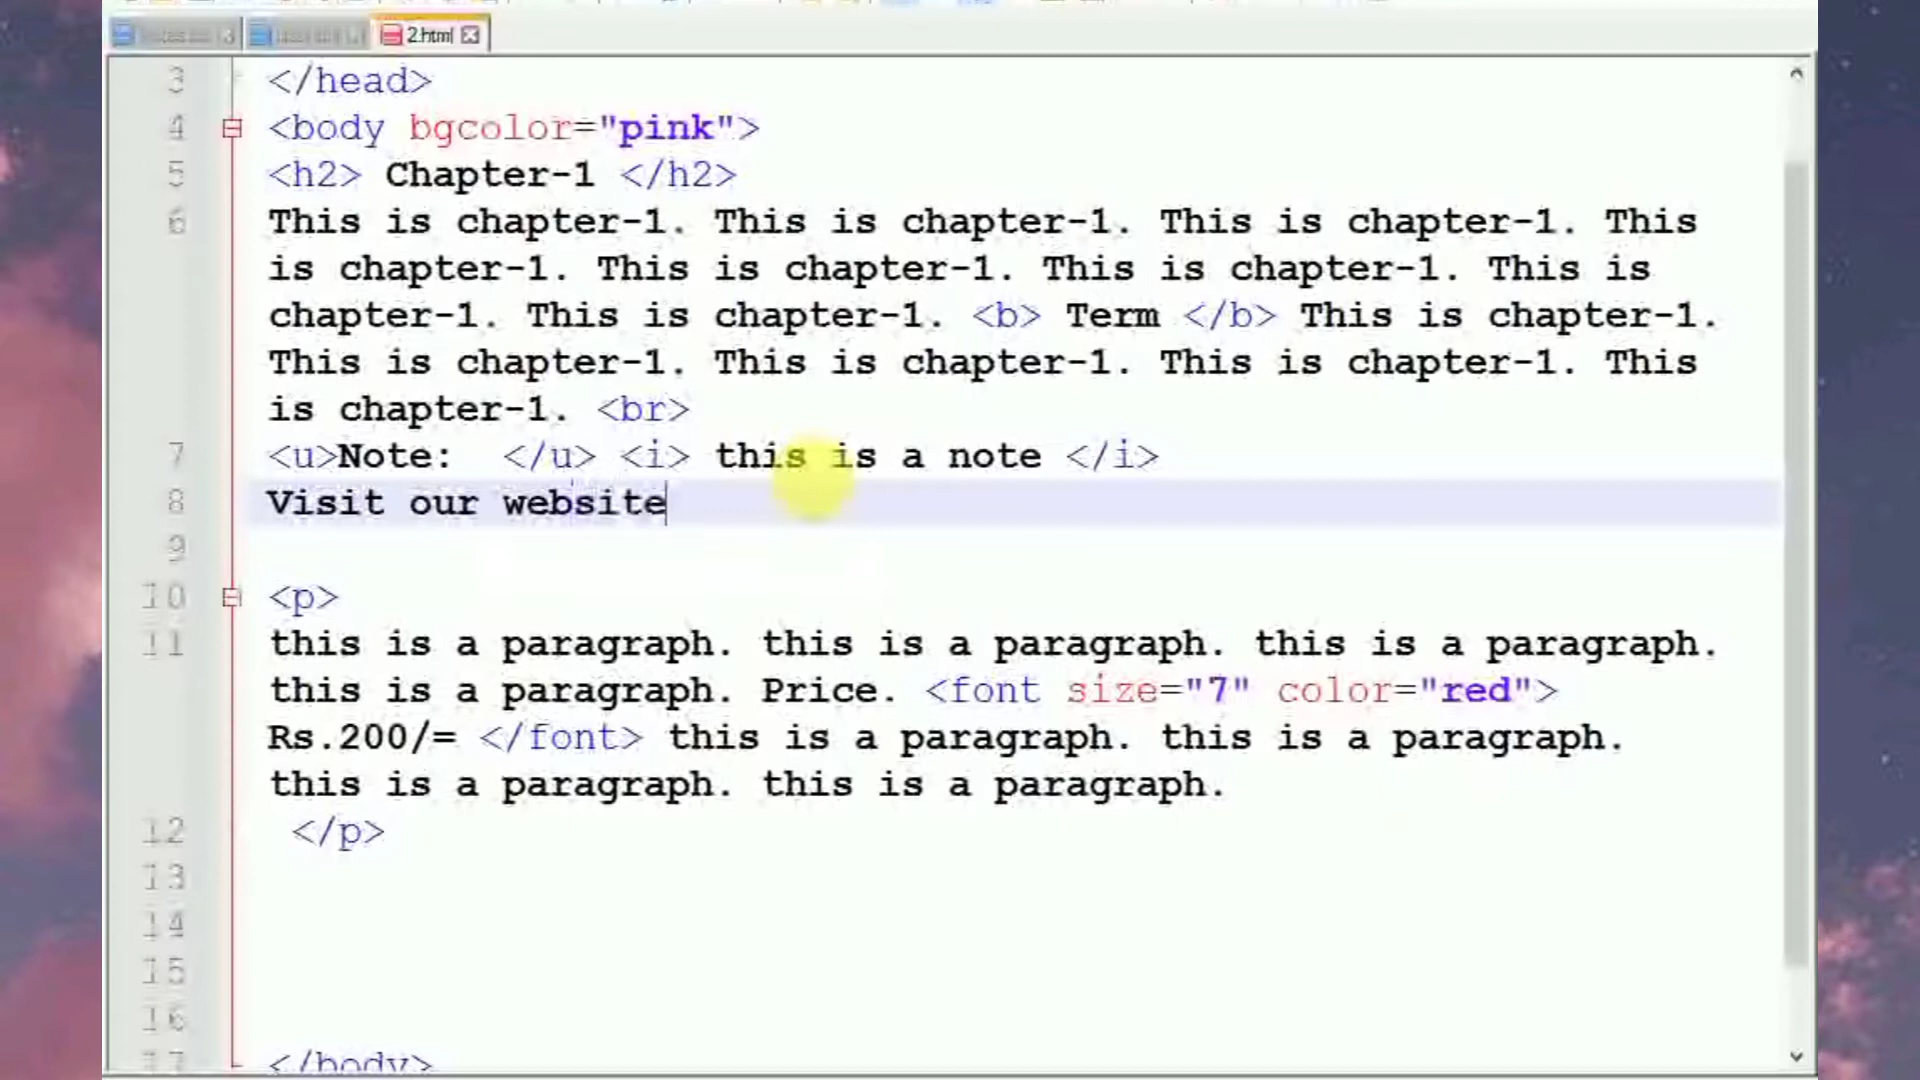 2.html
3 </head>
4 <body bgcolor="pink">
5 <h2> Chapter-1 </h2>
6 This is chapter-1. This is chapter-1. This is chapter-1. This
is chapter-1. This is chapter-1. This is chapter-1. This is
chapter-1. This is chapter-1. <b> Term </b> This is chapter-1.
This is chapter-1. This is chapter-1. This is chapter-1. This
is chapter-1. <br>
7 <u>Note:  </u> <i> this is a note </i>
8 Visit our website
9
10 <p>
11 this is a paragraph. this is a paragraph. this is a paragraph.
this is a paragraph. Price. <font size="7" color="red">
Rs.200/= </font> this is a paragraph. this is a paragraph.
this is a paragraph. this is a paragraph.
12 </p>
13
14
15
16
17 </body>